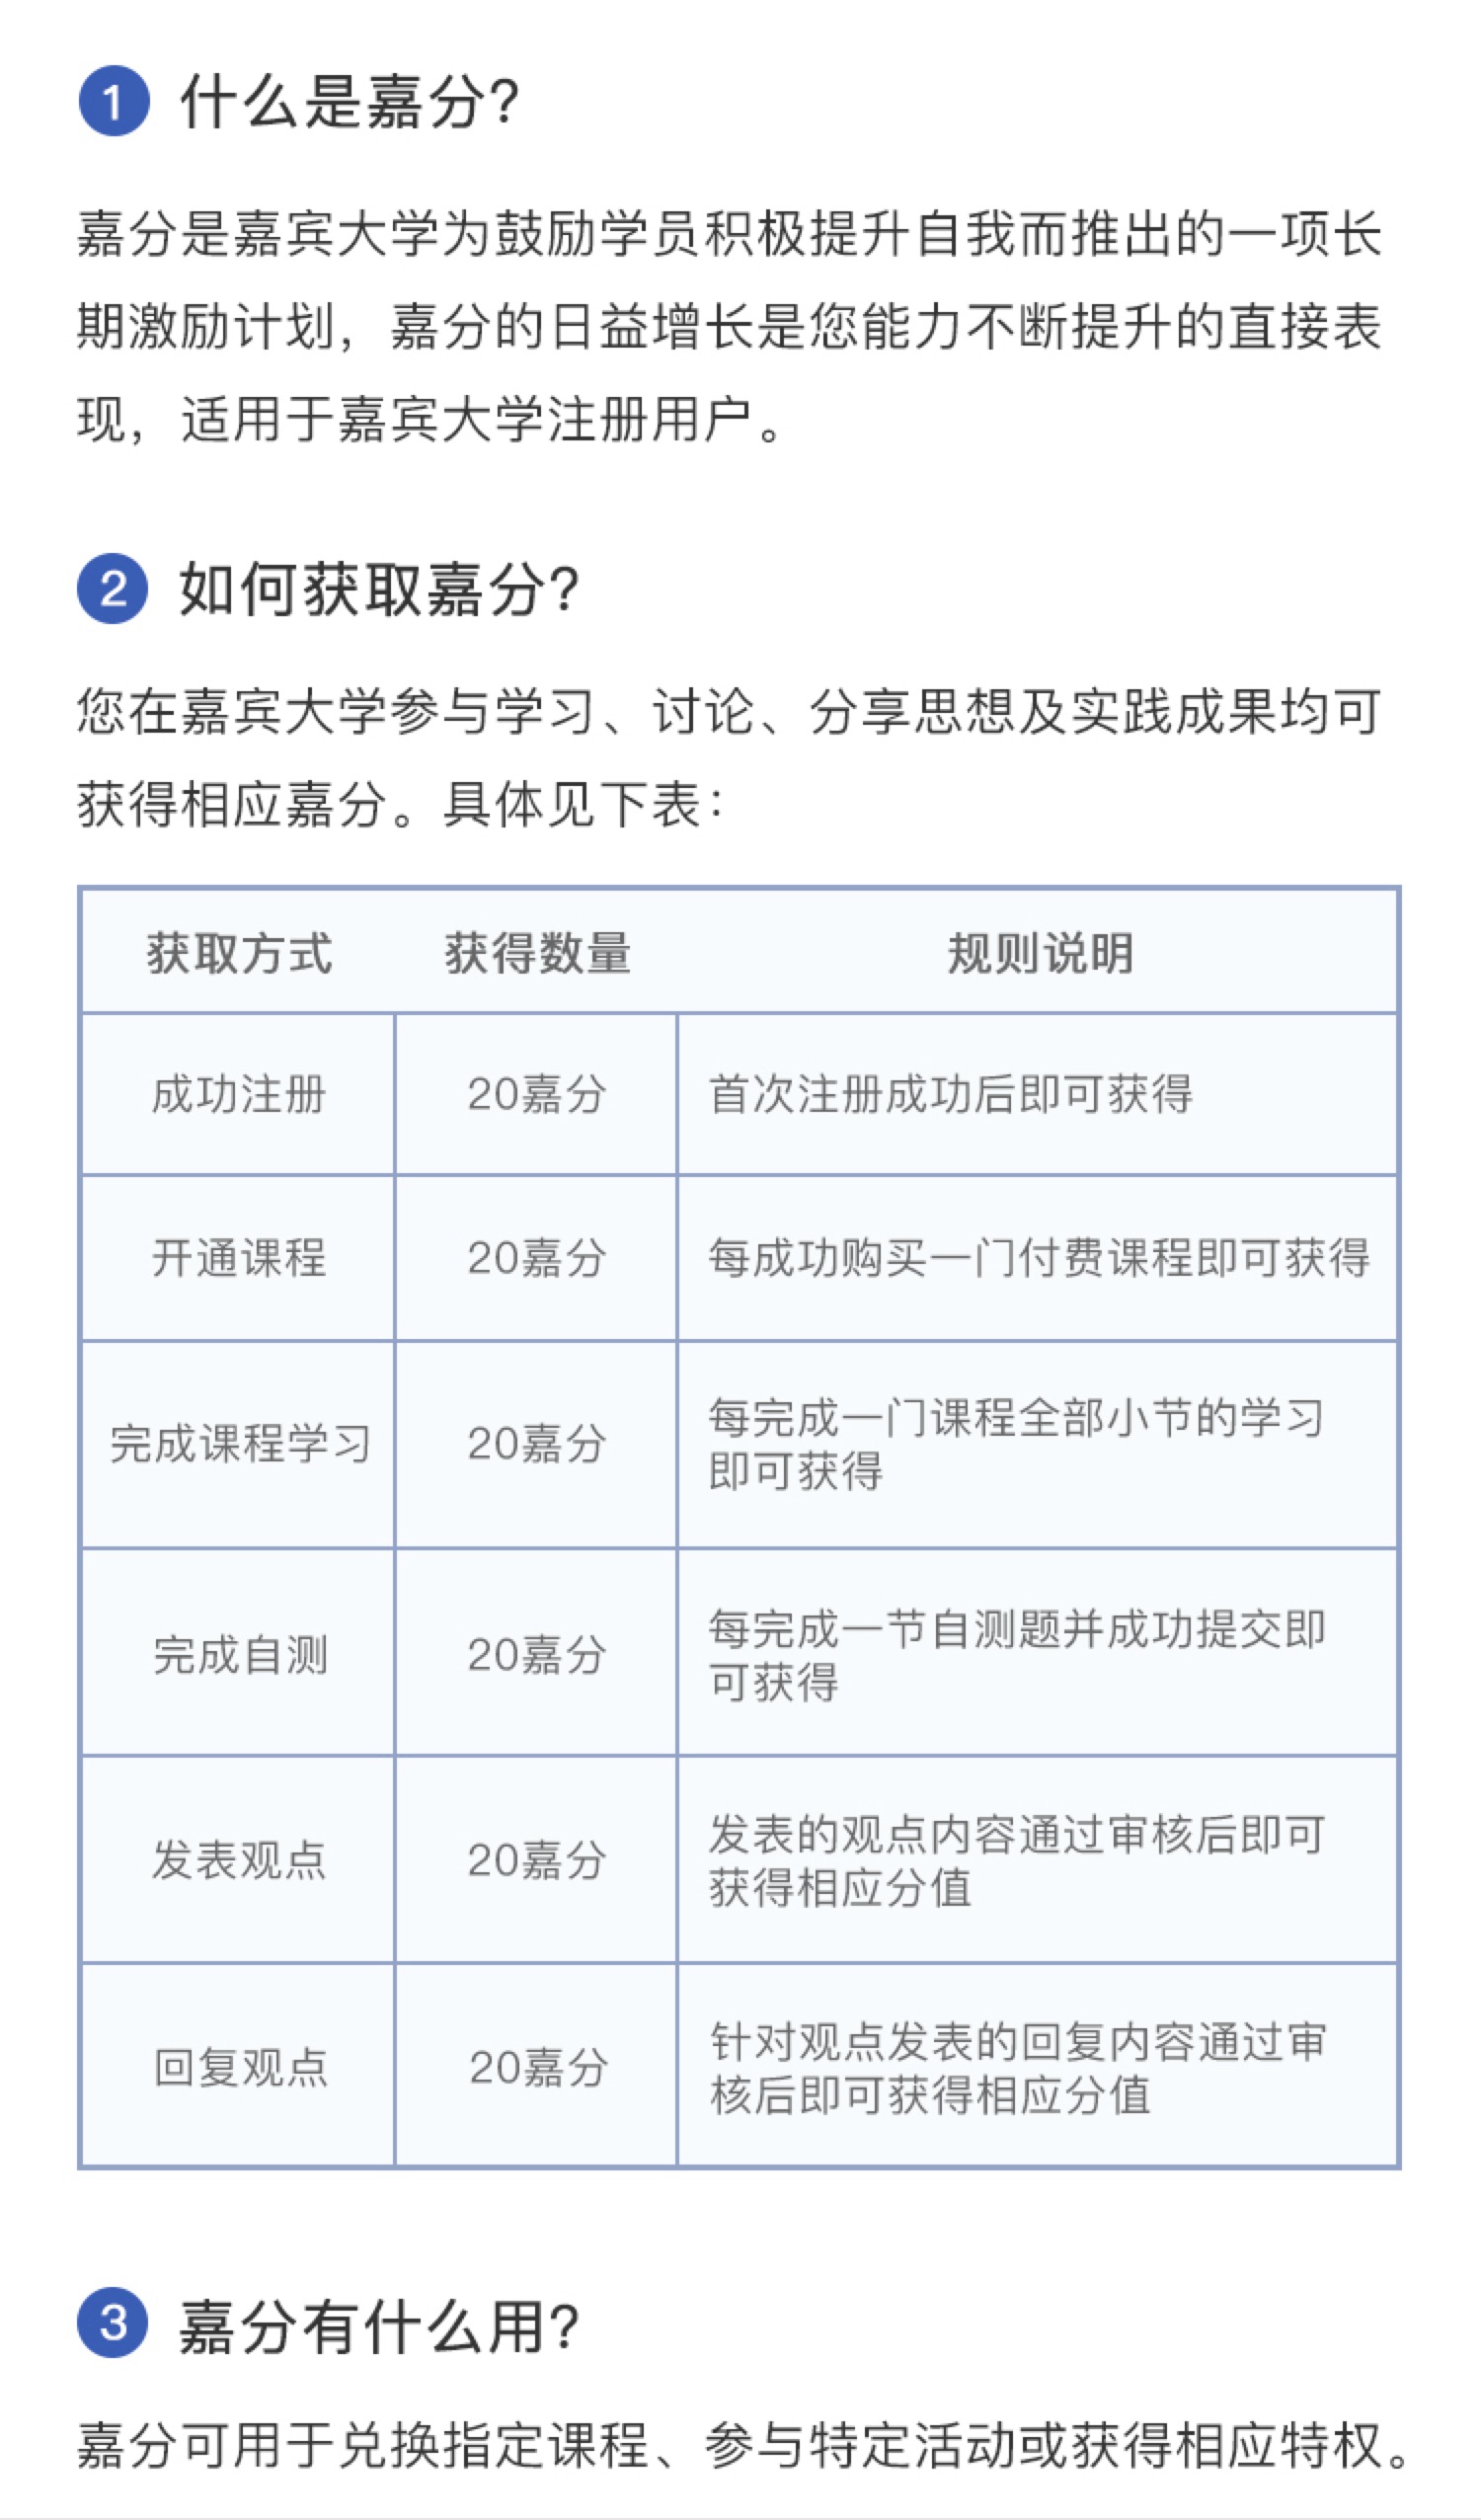 1 什么是嘉分？
嘉分是嘉宾大学为鼓励学员积极提升自我而推出的一项长
期激励计划，嘉分的日益增长是您能力不断提升的直接表
现，适用于嘉宾大学注册用户。
2 如何获取嘉分？
您在嘉宾大学参与学习、讨论、分享思想及实践成果均可
获得相应嘉分。具体见下表：
获取方式 获得数量 规则说明
成功注册 20嘉分 首次注册成功后即可获得
开通课程 20嘉分 每成功购买一门付费课程即可获得
完成课程学习 20嘉分 每完成一门课程全部小节的学习
即可获得
完成自测 20嘉分 每完成一节自测题并成功提交即
可获得
发表观点 20嘉分 发表的观点内容通过审核后即可
获得相应分值
回复观点 20嘉分 针对观点发表的回复内容通过审
核后即可获得相应分值
3 嘉分有什么用？
嘉分可用于兑换指定课程、参与特定活动或获得相应特权。